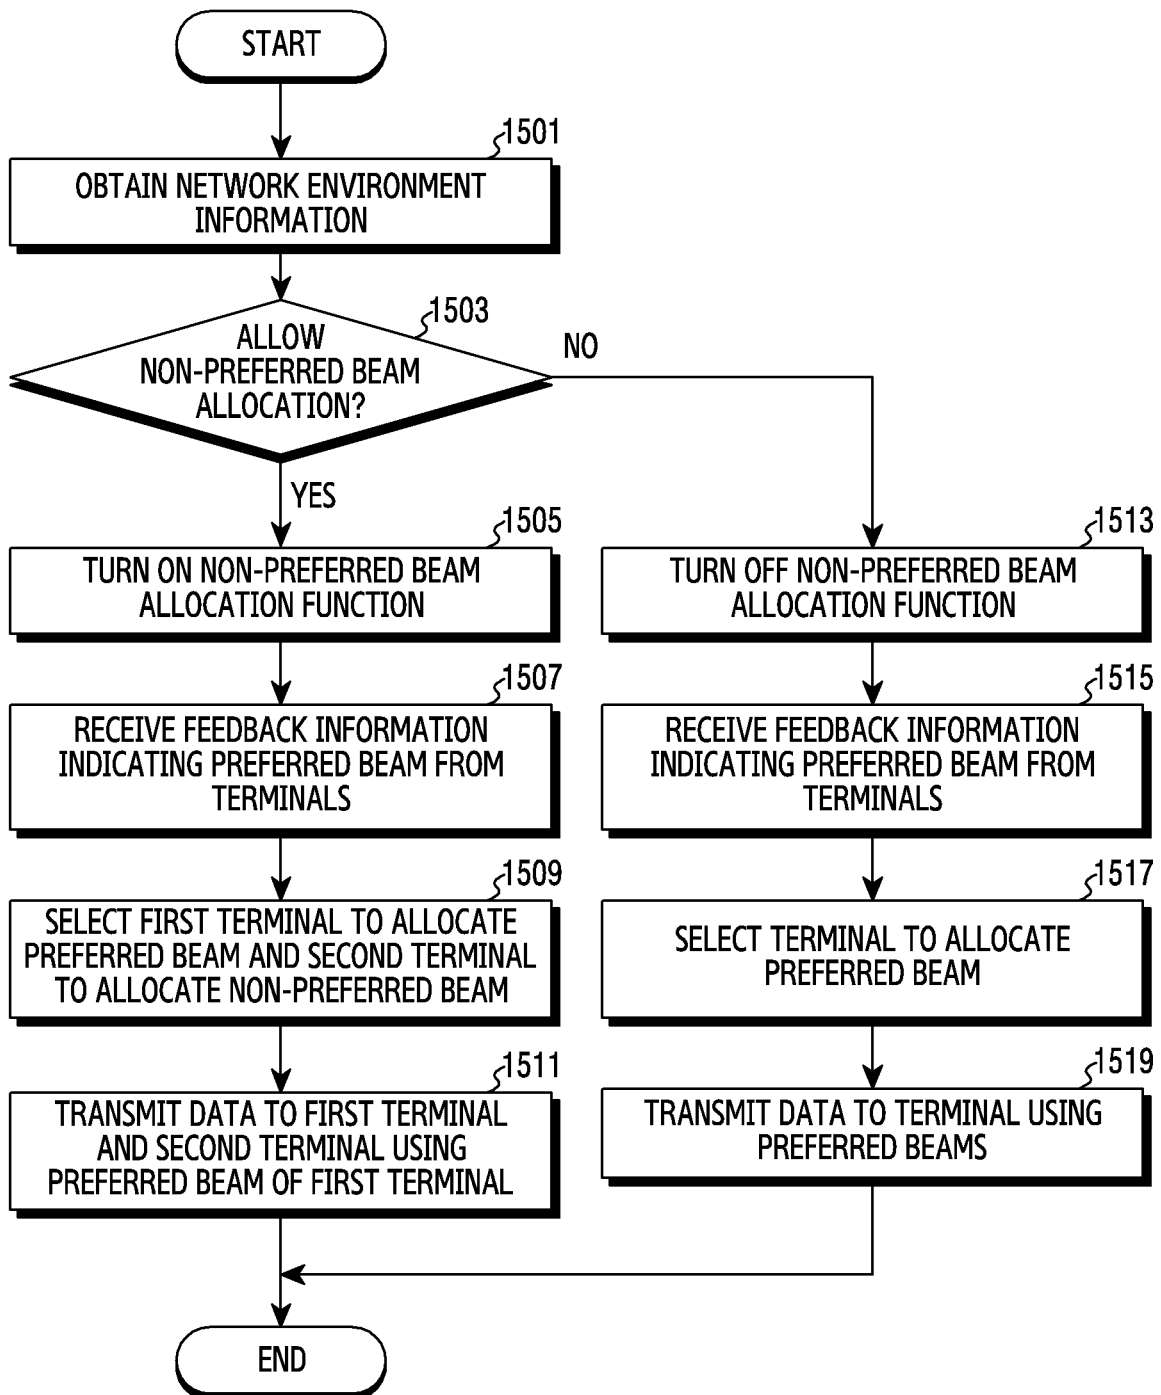 START
1501
OBTAIN NETWORK ENVIRONMENT
INFORMATION
1503
ALLOW
NON-PREFERRED BEAM
ALLOCATION?
NO
YES
1505
TURN ON NON-PREFERRED BEAM
ALLOCATION FUNCTION
1507
RECEIVE FEEDBACK INFORMATION
INDICATING PREFERRED BEAM FROM
TERMINALS
1509
SELECT FIRST TERMINAL TO ALLOCATE
PREFERRED BEAM AND SECOND TERMINAL
TO ALLOCATE NON-PREFERRED BEAM
1511
TRANSMIT DATA TO FIRST TERMINAL
AND SECOND TERMINAL USING
PREFERRED BEAM OF FIRST TERMINAL
1513
TURN OFF NON-PREFERRED BEAM
ALLOCATION FUNCTION
1515
RECEIVE FEEDBACK INFORMATION
INDICATING PREFERRED BEAM FROM
TERMINALS
1517
SELECT TERMINAL TO ALLOCATE
PREFERRED BEAM
1519
TRANSMIT DATA TO TERMINAL USING
PREFERRED BEAMS
END